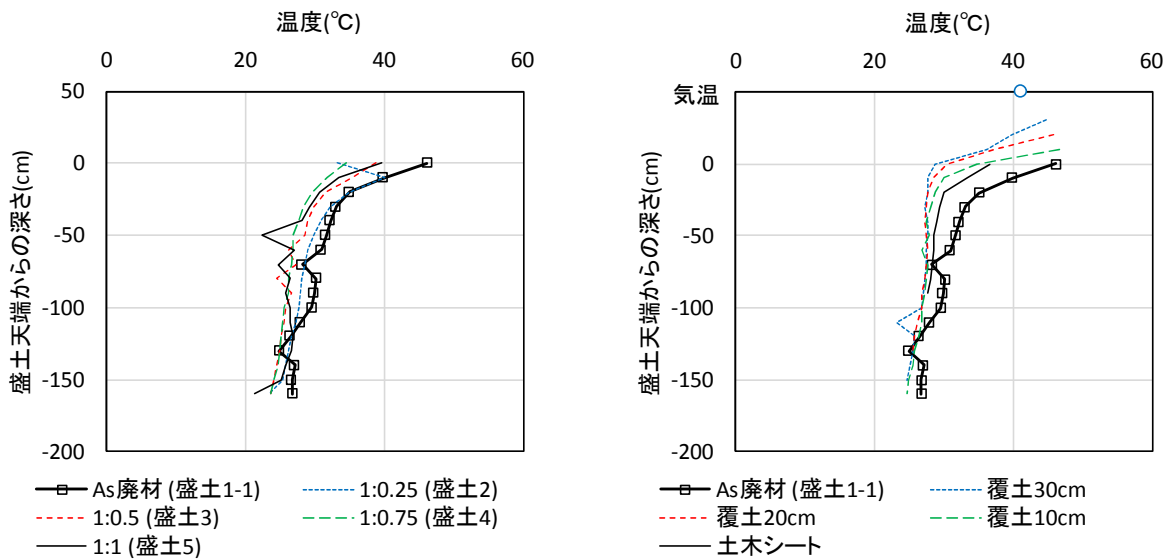 温度(℃)
0 20 40 60
50
0
-50
-100
-150
-200
盛土天端からの深さ(cm)
As廃材 (盛土1-1) 1:0.25 (盛土2)
1:0.5 (盛土3) 1:0.75 (盛土4)
1:1 (盛土5)
温度(℃)
0 20 40 60
気温
0
-50
-100
-150
-200
盛土天端からの深さ(cm)
As廃材 (盛土1-1) 覆土30cm
覆土20cm 覆土10cm
土木シート